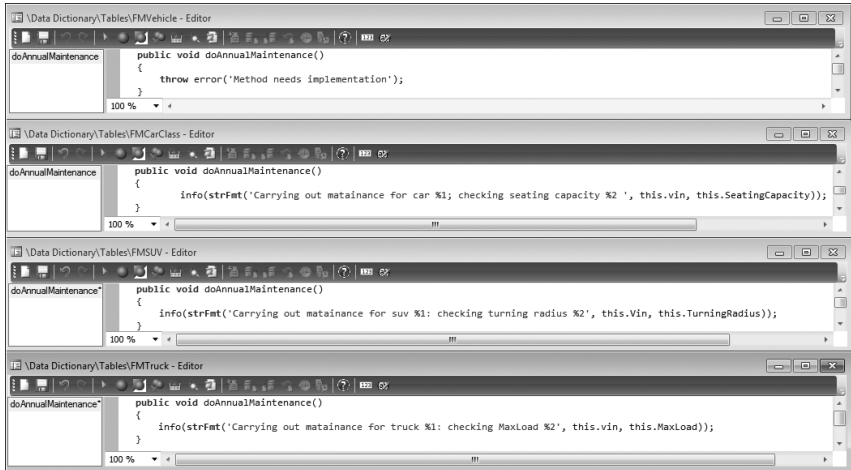 \Data Dictionary\Tables\FMVehicle - Editor
doAnnualMaintenance
public void doAnnualMaintenance()
{
throw error('Method needs implementation');
}
100 %
\Data Dictionary\Tables\FMCarClass - Editor
doAnnualMaintenance
public void doAnnualMaintenance()
{
info(strFmt('Carrying out matainance for car %1; checking seating capacity %2 ', this.vin, this.SeatingCapacity));
}
100 %
\Data Dictionary\Tables\FMSUV - Editor
doAnnualMaintenance*
public void doAnnualMaintenance()
{
info(strFmt('Carrying out matainance for suv %1: checking turning radius %2', this.Vin, this.TurningRadius));
}
100 %
\Data Dictionary\Tables\FMTruck - Editor
doAnnualMaintenance*
public void doAnnualMaintenance()
{
info(strFmt('Carrying out matainance for truck %1: checking MaxLoad %2', this.vin, this.MaxLoad));
}
100 %